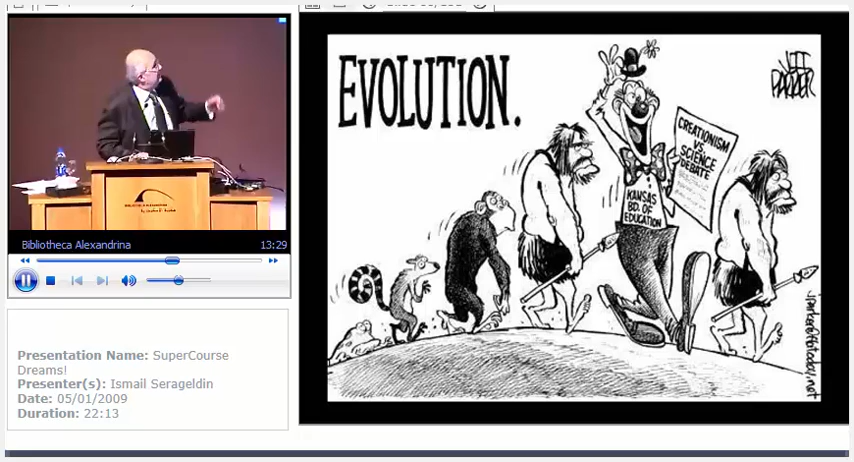 Bibliotheca Alexandrina 13:29
Presentation Name: SuperCourse
Dreams!
Presenter(s): Ismail Serageldin
Date: 05/01/2009
Duration: 22:13
EVOLUTION.
JEFF
PARKER
CREATIONISM
VS.
SCIENCE
DEBATE
KANSAS
BD. OF
EDUCATION